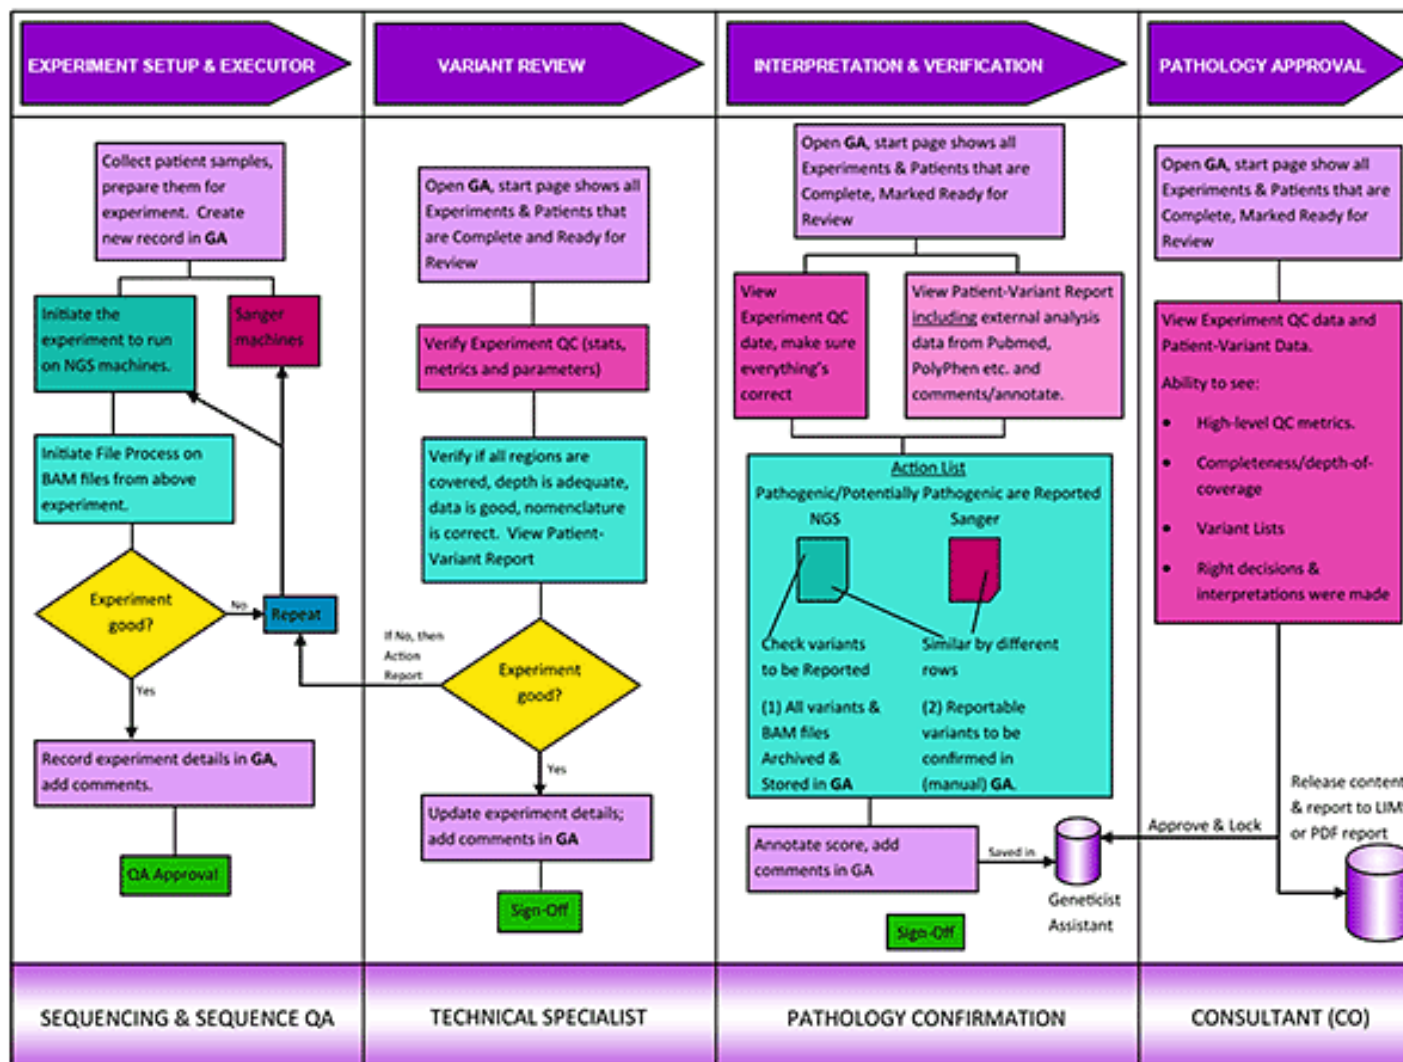 EXPERIMENT SETUP & EXECUTOR
VARIANT REVIEW
INTERPRETATION & VERIFICATION
PATHOLOGY APPROVAL
Collect patient samples,
prepare them for
experiment. Create
new record in GA
Initiate the
experiment to run
on NGS machines.
Sanger
machines
Initiate File Process on
BAM files from above
experiment.
Experiment
good?
No
Repeat
Yes
Record experiment details in GA,
add comments.
QA Approval
Open GA, start page shows all
Experiments & Patients that
are Complete and Ready for
Review
Verify Experiment QC (stats,
metrics and parameters)
Verify if all regions are
covered, depth is adequate,
data is good, nomenclature
is correct. View Patient-
Variant Report
If No, then
Action
Report
Experiment
good?
Yes
Update experiment details;
add comments in GA
Sign-Off
Open GA, start page shows all
Experiments & Patients that are
Complete, Marked Ready for
Review
View
Experiment QC
date, make sure
everything's
correct
View Patient-Variant Report
including external analysis
data from Pubmed,
PolyPhen etc. and
comments/annotate.
Action List
Pathogenic/Potentially Pathogenic are Reported
NGS
Sanger
Check variants
to be Reported
Similar by different
rows
(1) All variants &
BAM files
Archived &
Stored in GA
(2) Reportable
variants to be
confirmed in
(manual) GA.
Annotate score, add
comments in GA
Saved in
Geneticist
Assistant
Sign-Off
Open GA, start page show all
Experiments & Patients that are
Complete, Marked Ready for
Review
View Experiment QC data and
Patient-Variant Data.
Ability to see:
• High-level QC metrics.
• Completeness/depth-of-
coverage
• Variant Lists
• Right decisions &
interpretations were made
Approve & Lock
Release content
& report to LIM
or PDF report
SEQUENCING & SEQUENCE QA
TECHNICAL SPECIALIST
PATHOLOGY CONFIRMATION
CONSULTANT (CO)